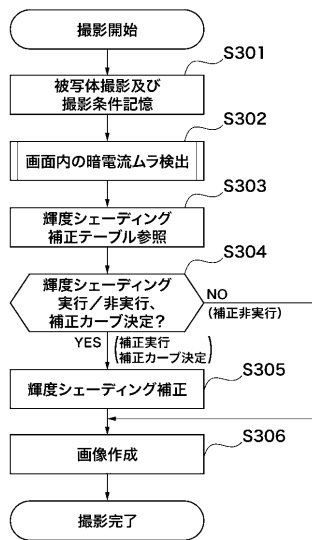 撮影開始
S301
被写体撮影及び
撮影条件記憶
S302
画面内の暗電流ムラ検出
S303
輝度シェーディング
補正テーブル参照
S304
輝度シェーディング
実行／非実行、
補正カーブ決定？
NO
(補正非実行)
YES
(補正実行
補正カーブ決定)
S305
輝度シェーディング補正
S306
画像作成
撮影完了